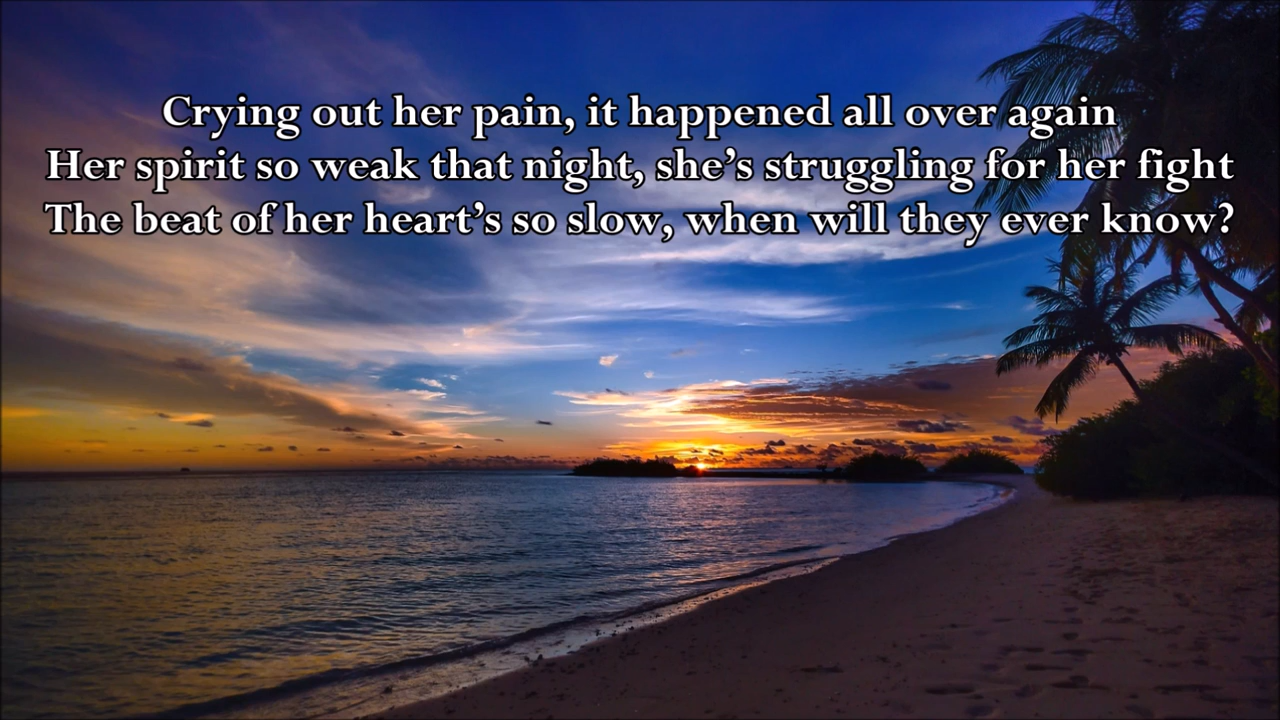 Crying out her pain, it happened all over again
Her spirit so weak that night, she’s struggling for her fight
The beat of her heart’s so slow, when will they ever know?